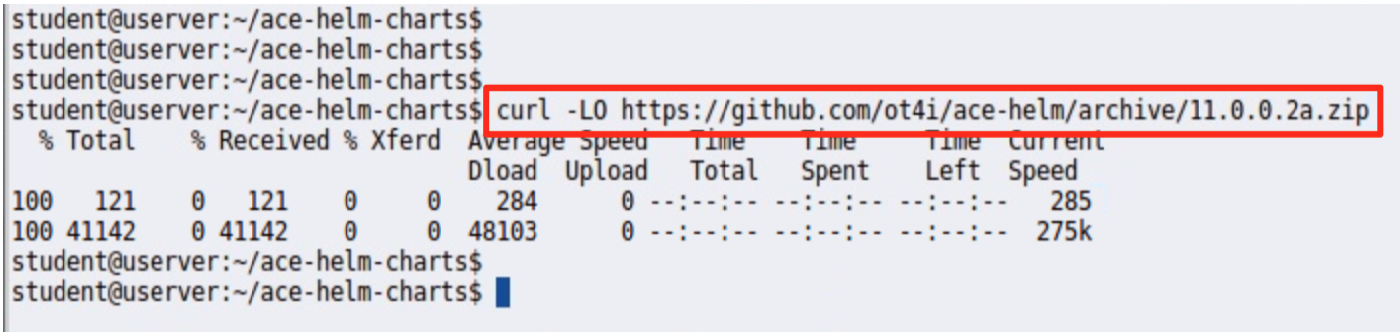 student@userver:~/ace-helm-charts$
student@userver:~/ace-helm-charts$
student@userver:~/ace-helm-charts$
student@userver:~/ace-helm-charts$ curl -LO https://github.com/ot4i/ace-helm/archive/11.0.0.2a.zip
% Total % Received % Xferd Average Speed Time Time Time Current
Dload Upload Total Spent Left Speed
100 121 0 121 0 0 284 0 --:--:-- --:--:-- --:--:-- 285
100 41142 0 41142 0 0 48103 0 --:--:-- --:--:-- --:--:-- 275k
student@userver:~/ace-helm-charts$
student@userver:~/ace-helm-charts$